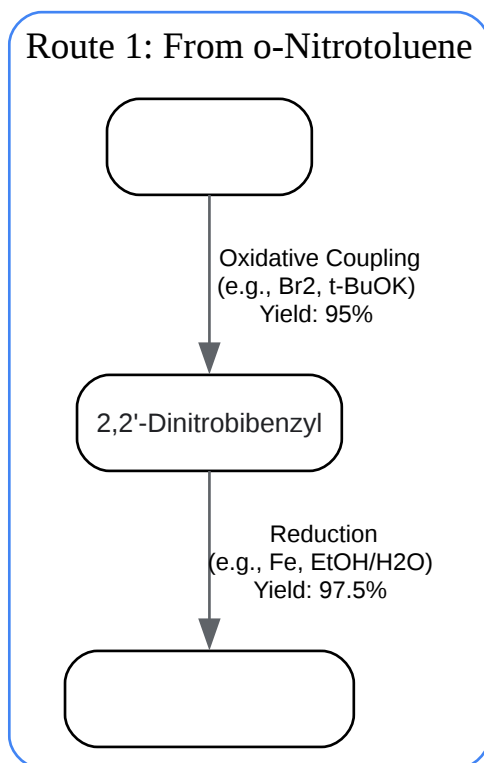 Route 1: From o-Nitrotoluene
Oxidative Coupling
(e.g., Br2, t-BuOK)
Yield: 95%
2,2'-Dinitrobibenzyl
Reduction
(e.g., Fe, EtOH/H2O)
Yield: 97.5%